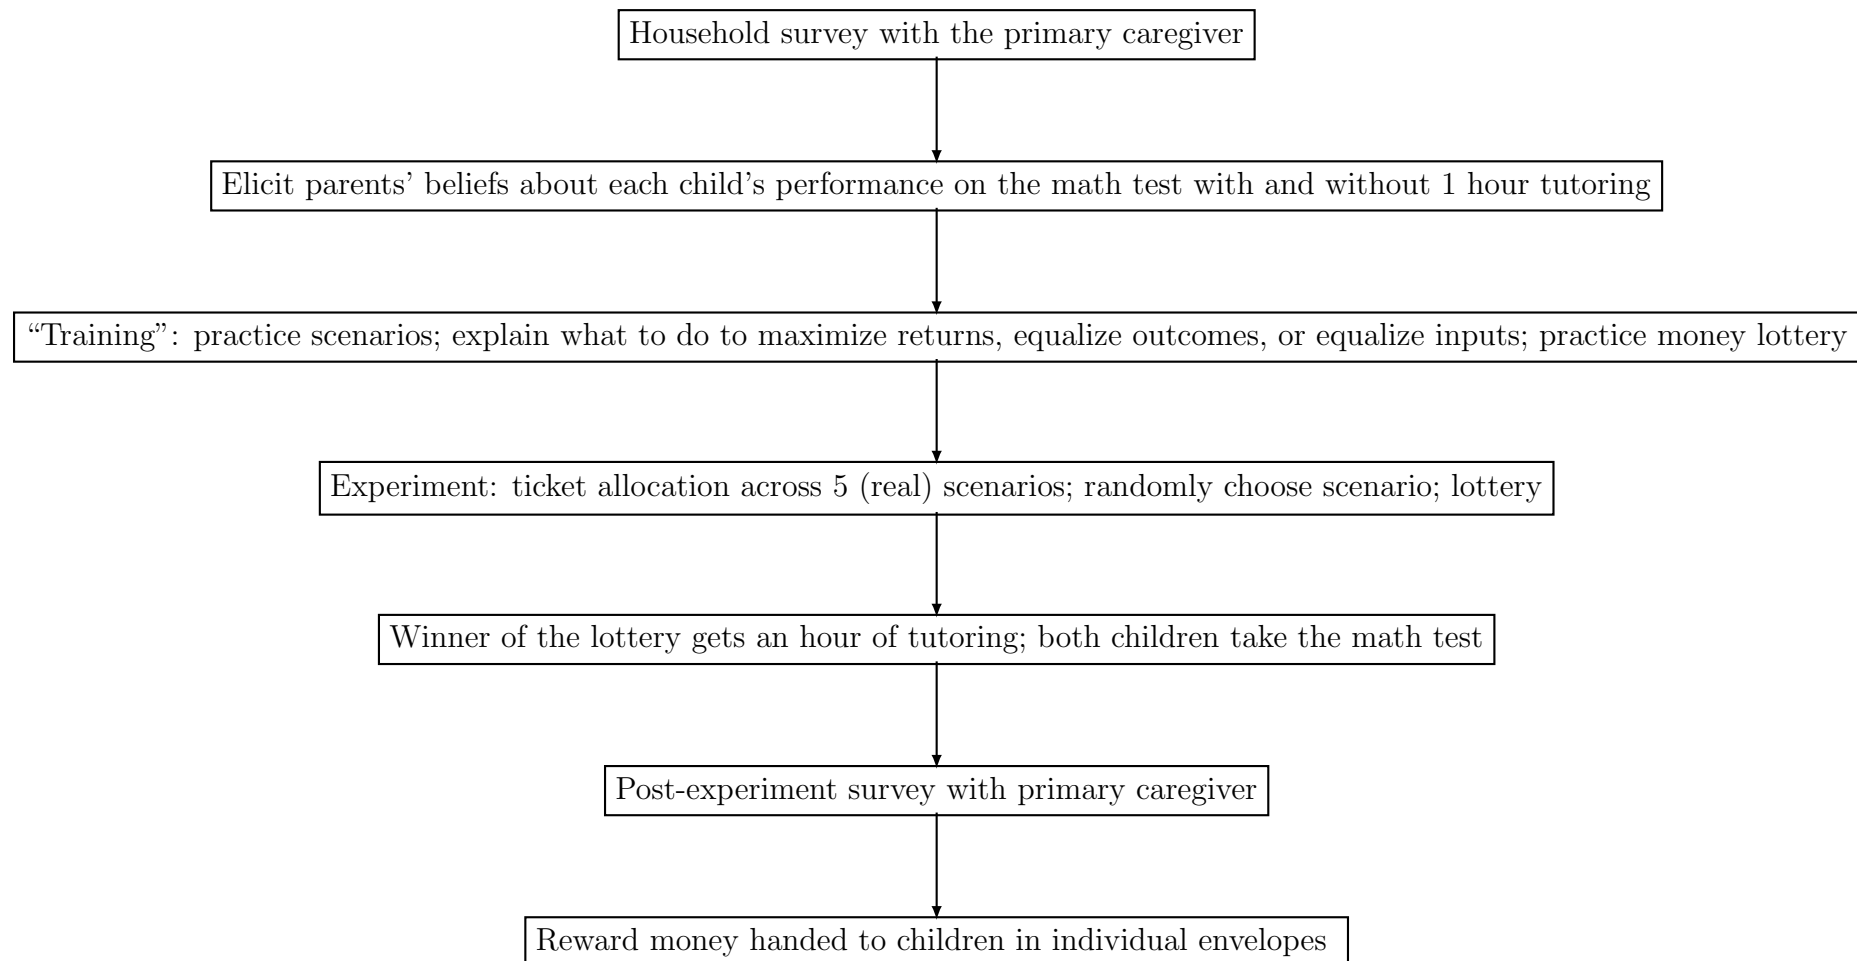 Household survey with the primary caregiver
Elicit parents’ beliefs about each child’s performance on the math test with and without 1 hour tutoring
“Training”: practice scenarios; explain what to do to maximize returns, equalize outcomes, or equalize inputs; practice money lottery
Experiment: ticket allocation across 5 (real) scenarios; randomly choose scenario; lottery
Winner of the lottery gets an hour of tutoring; both children take the math test
Post-experiment survey with primary caregiver
Reward money handed to children in individual envelopes